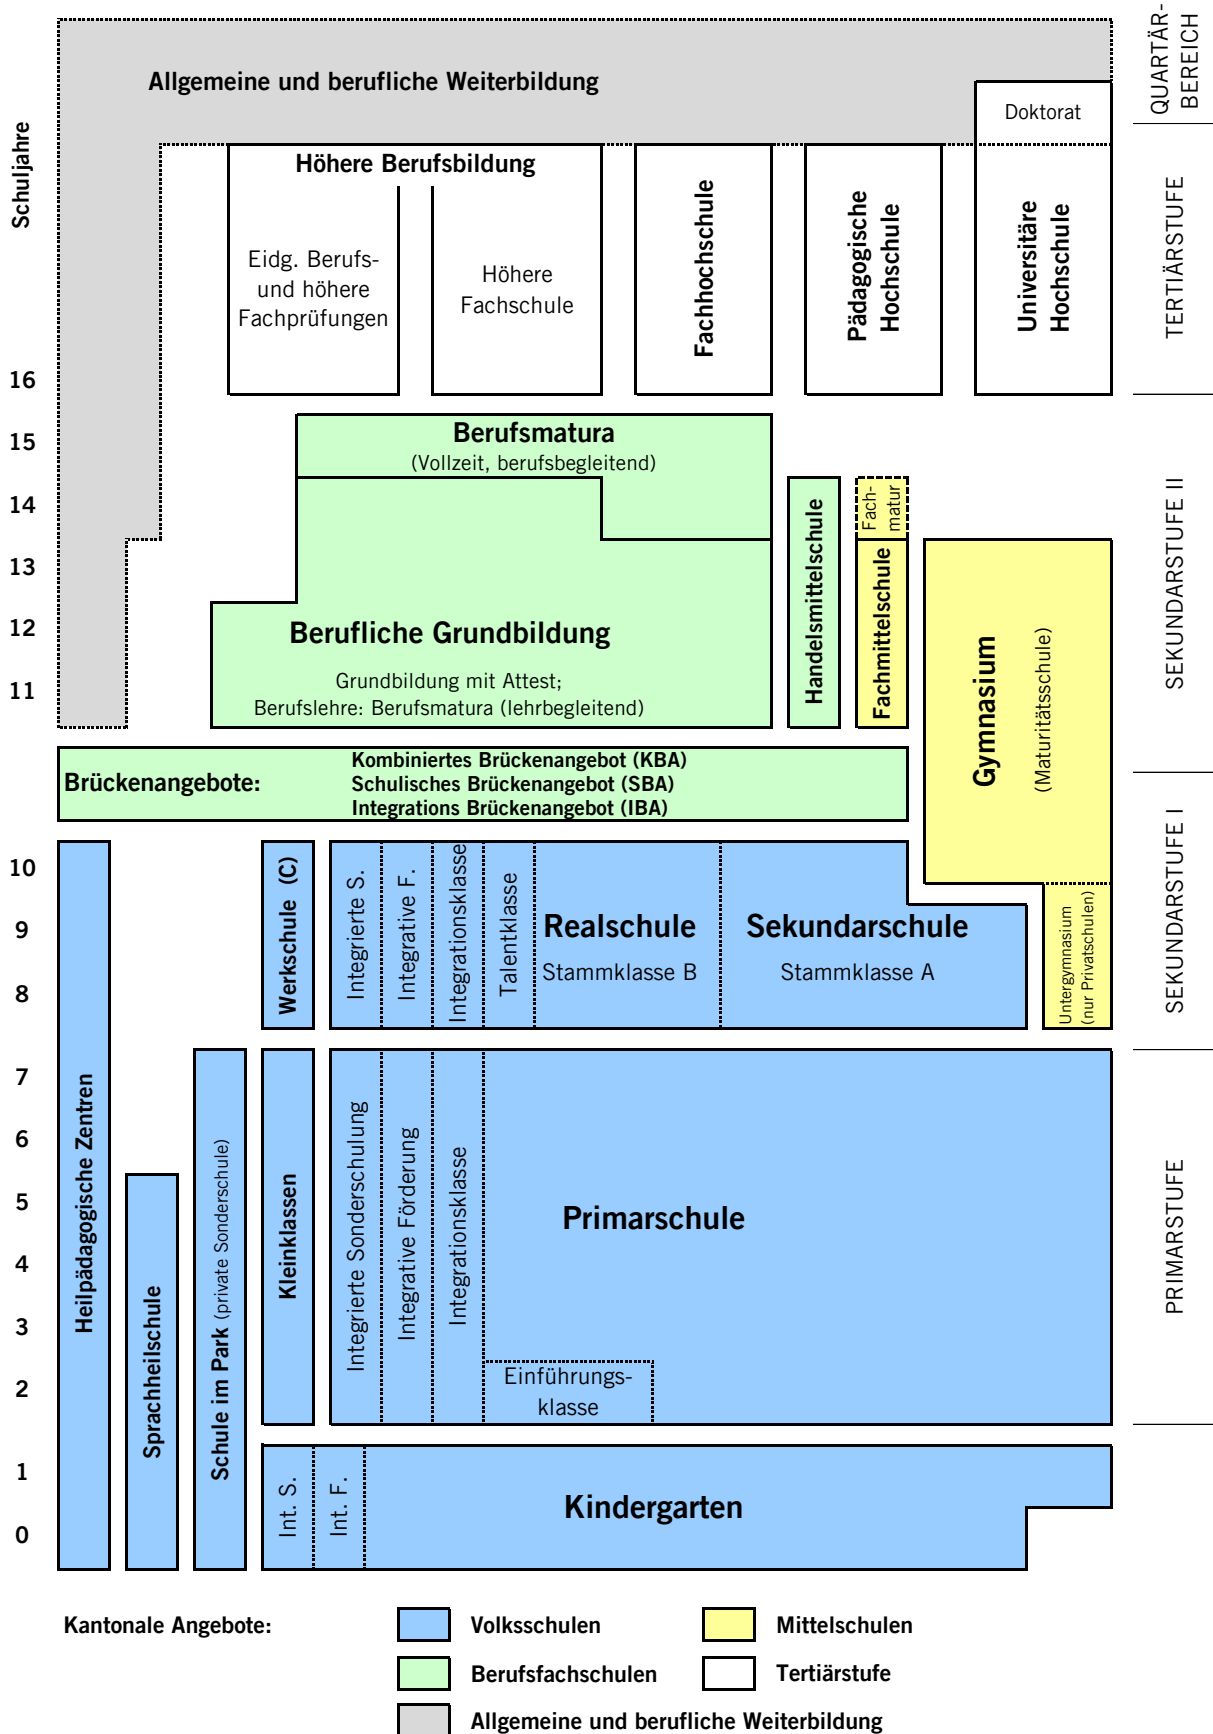 QUARTÄR-
BEREICH
Allgemeine und berufliche Weiterbildung
Doktorat
Schuljahre
Höhere Berufsbildung
Eidg. Berufs-
und höhere
Fachprüfungen
Höhere
Fachschule
Fachhochschule
Pädagogische
Hochschule
Universitäre
Hochschule
TERTIÄRSTUFE
16
15
14
13
12
11
Berufsmatura
(Vollzeit, berufsbegleitend)
Berufliche Grundbildung
Grundbildung mit Attest;
Berufslehre: Berufsmatura (lehrbegleitend)
Handelsmittelschule
Fach-
matur
Fachmittelschule
Gymnasium
(Maturitätsschule)
SEKUNDARSTUFE II
Brückenangebote:
Kombiniertes Brückenangebot (KBA)
Schulisches Brückenangebot (SBA)
Integrations Brückenangebot (IBA)
10
9
8
Werkschule (C)
Integrierte S.
Integrative F.
Integrationsklasse
Talentklasse
Realschule
Stammklasse B
Sekundarschule
Stammklasse A
Untergymnasium
(nur Privatschulen)
SEKUNDARSTUFE I
7
6
5
4
3
2
Heilpädagogische Zentren
Sprachheilschule
Schule im Park (private Sonderschule)
Kleinklassen
Integrierte Sonderschulung
Integrative Förderung
Integrationsklasse
Primarschule
Einführungs-
klasse
PRIMARSTUFE
1
0
Int. S.
Int. F.
Kindergarten
Kantonale Angebote:
Volksschulen
Mittelschulen
Berufsfachschulen
Tertiärstufe
Allgemeine und berufliche Weiterbildung